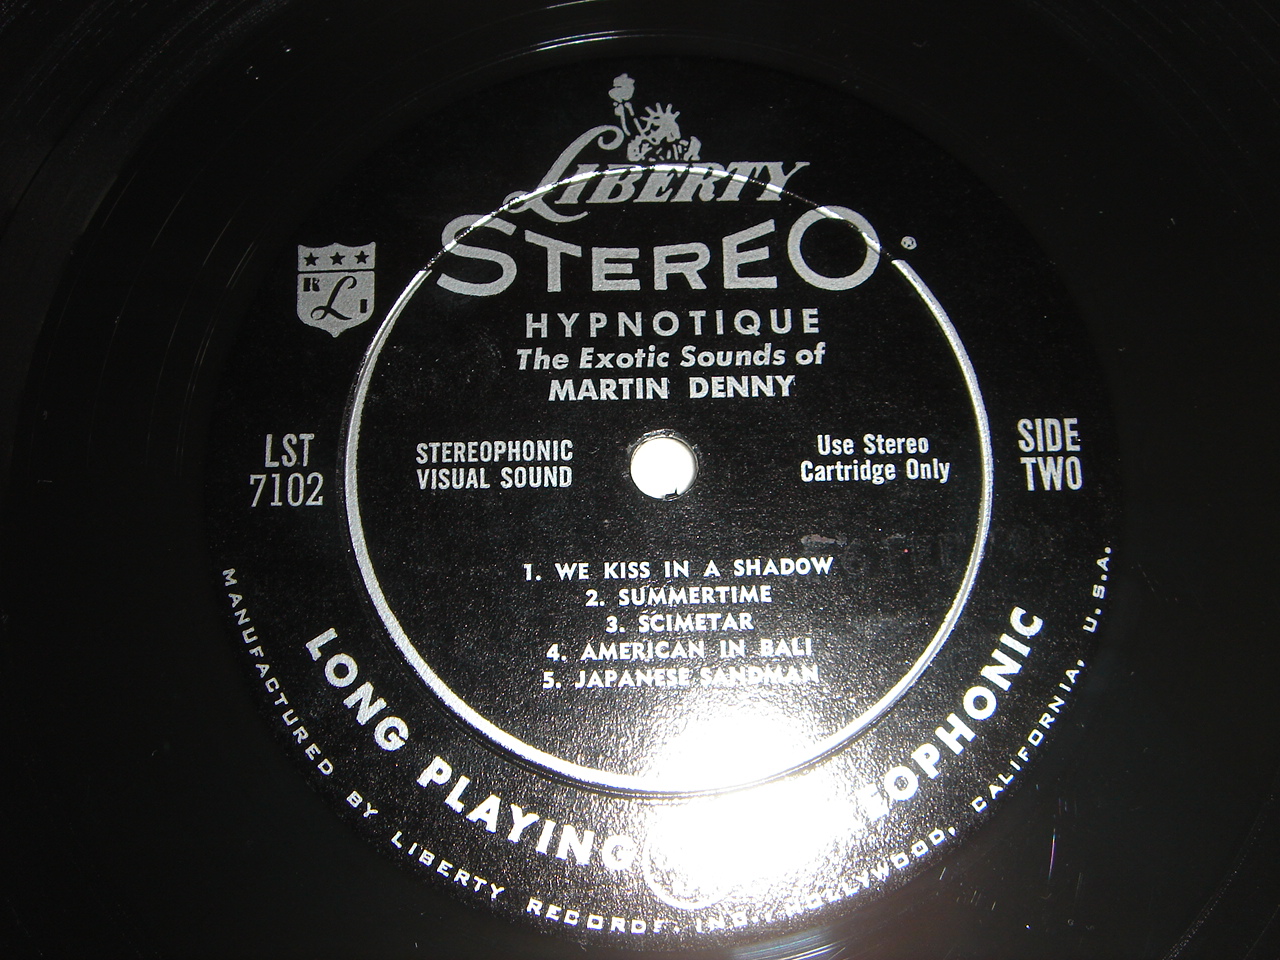 LIBERTY
STEREO®
R L I
HYPNOTIQUE
The Exotic Sounds of
MARTIN DENNY
LST
7102
STEREOPHONIC
VISUAL SOUND
Use Stereo
Cartridge Only
SIDE
TWO
1. WE KISS IN A SHADOW
2. SUMMERTIME
3. SCIMETAR
4. AMERICAN IN BALI
5. JAPANESE SANDMAN
LONG PLAYING
MANUFACTURED BY LIBERTY RECORDS, INC., HOLLYWOOD, CALIFORNIA, U.S.A.